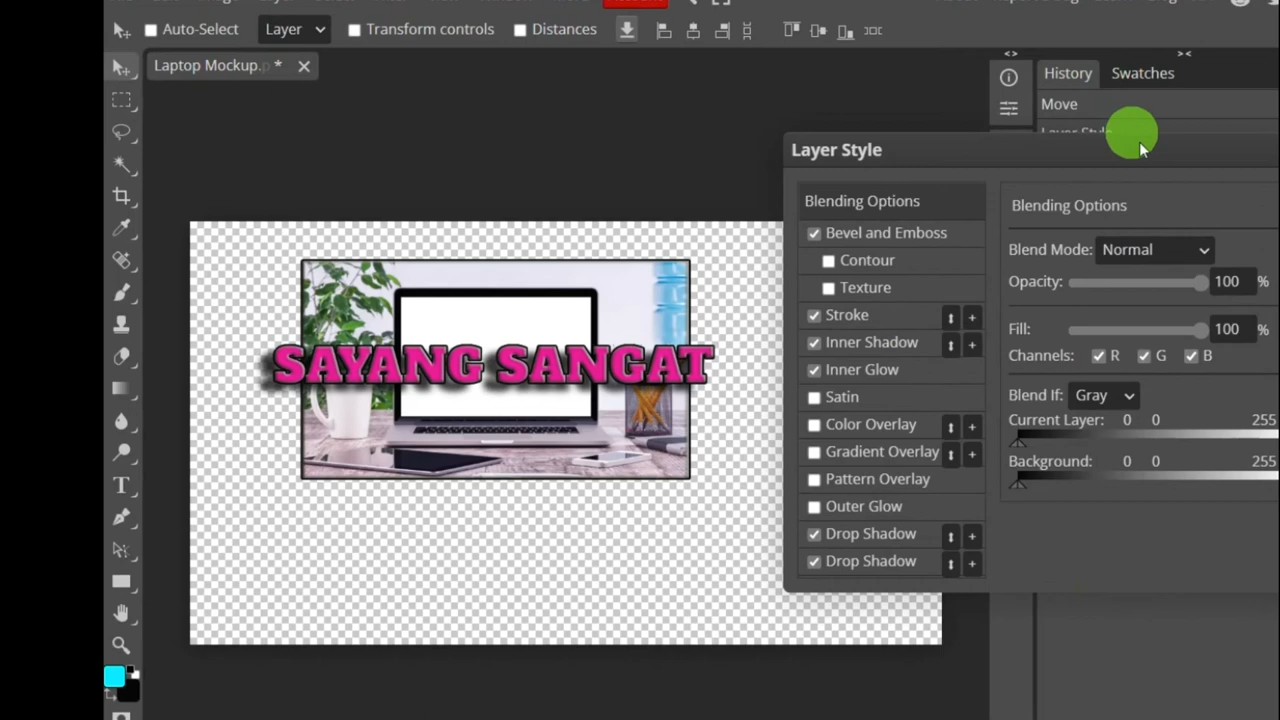 Auto-Select Layer Transform controls Distances
Laptop Mockup.p *
History Swatches
Move
Layer Style
Layer Style
Blending Options
Blending Options
Bevel and Emboss
Blend Mode: Normal
Contour
Opacity: 100 %
Texture
Stroke
Fill: 100 %
Inner Shadow
Channels: R G B
Inner Glow
Satin
Blend If: Gray
Color Overlay
Current Layer: 0 0 255
Gradient Overlay
Background: 0 0 255
Pattern Overlay
Outer Glow
Drop Shadow
Drop Shadow
SAYANG SANGAT